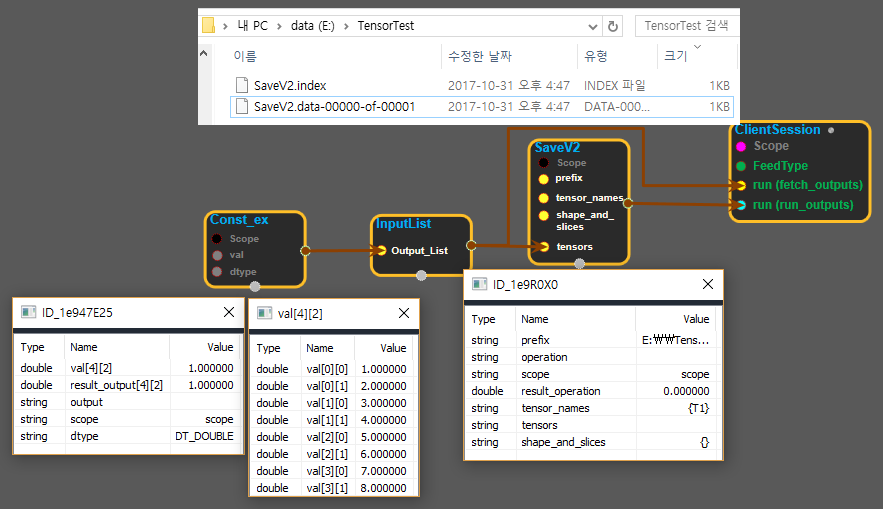 내 PC > data (E:) > TensorTest
TensorTest 검색
이름 수정한 날짜 유형 크기
SaveV2.index 2017-10-31 오후 4:47 INDEX 파일 1KB
SaveV2.data-00000-of-00001 2017-10-31 오후 4:47 DATA-000... 1KB
ClientSession
Scope
FeedType
run (fetch_outputs)
run (run_outputs)
SaveV2
Scope
prefix
tensor_names
shape_and_
slices
tensors
Const_ex
Scope
val
dtype
InputList
Output_List
ID_1e947E25
Type Name Value
double val[4][2] 1.000000
double result_output[4][2] 1.000000
string output
string scope scope
string dtype DT_DOUBLE
val[4][2]
Type Name Value
double val[0][0] 1.000000
double val[0][1] 2.000000
double val[1][0] 3.000000
double val[1][1] 4.000000
double val[2][0] 5.000000
double val[2][1] 6.000000
double val[3][0] 7.000000
double val[3][1] 8.000000
ID_1e9R0X0
Type Name Value
string prefix E:₩₩Tens...
string operation
string scope scope
double result_operation 0.000000
string tensor_names {T1}
string tensors
string shape_and_slices {}